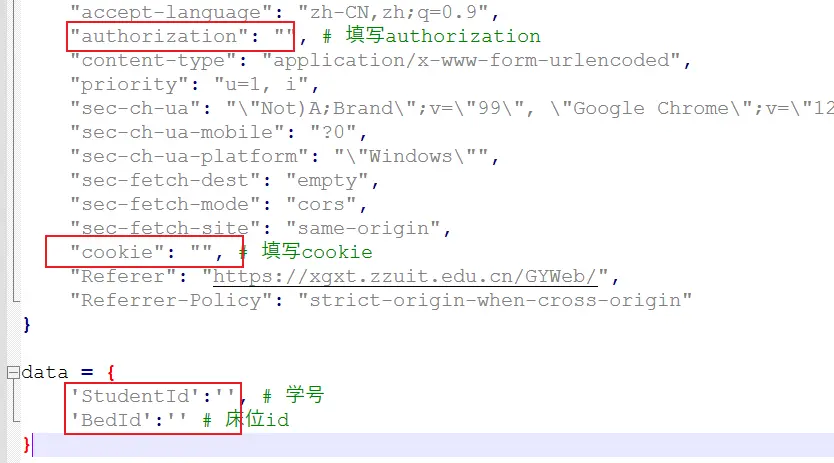 "accept-language": "zh-CN,zh;q=0.9",
"authorization": "", # 填写authorization
"content-type": "application/x-www-form-urlencoded",
"priority": "u=1, i",
"sec-ch-ua": "\"Not)A;Brand\";v=\"99\", \"Google Chrome\";v=\"12
"sec-ch-ua-mobile": "?0",
"sec-ch-ua-platform": "\"Windows\"",
"sec-fetch-dest": "empty",
"sec-fetch-mode": "cors",
"sec-fetch-site": "same-origin",
"cookie": "", # 填写cookie
"Referer": "https://xgxt.zzuit.edu.cn/GYWeb/",
"Referrer-Policy": "strict-origin-when-cross-origin"
}
data = {
'StudentId':'', # 学号
'BedId':'' # 床位id
}